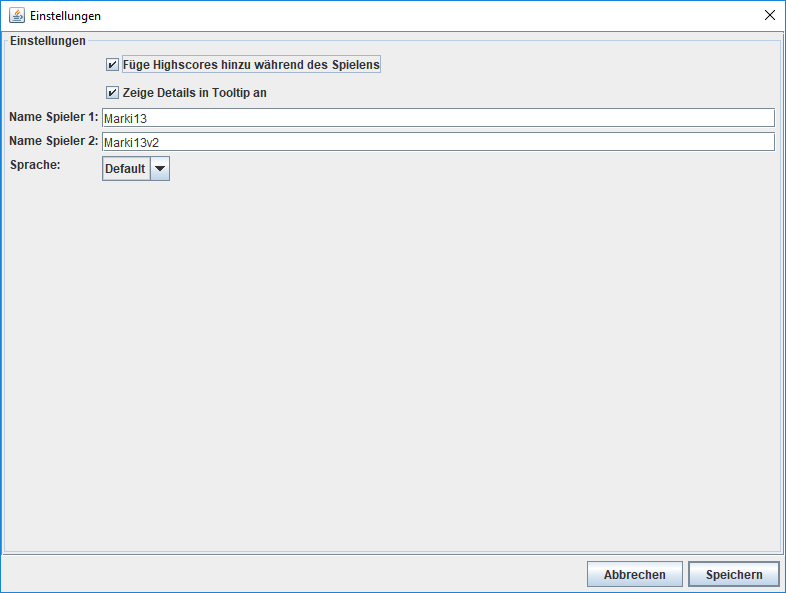 Einstellungen
Einstellungen
Füge Highscores hinzu während des Spielens
Zeige Details in Tooltip an
Name Spieler 1: Marki13
Name Spieler 2: Marki13v2
Sprache: Default
Abbrechen Speichern